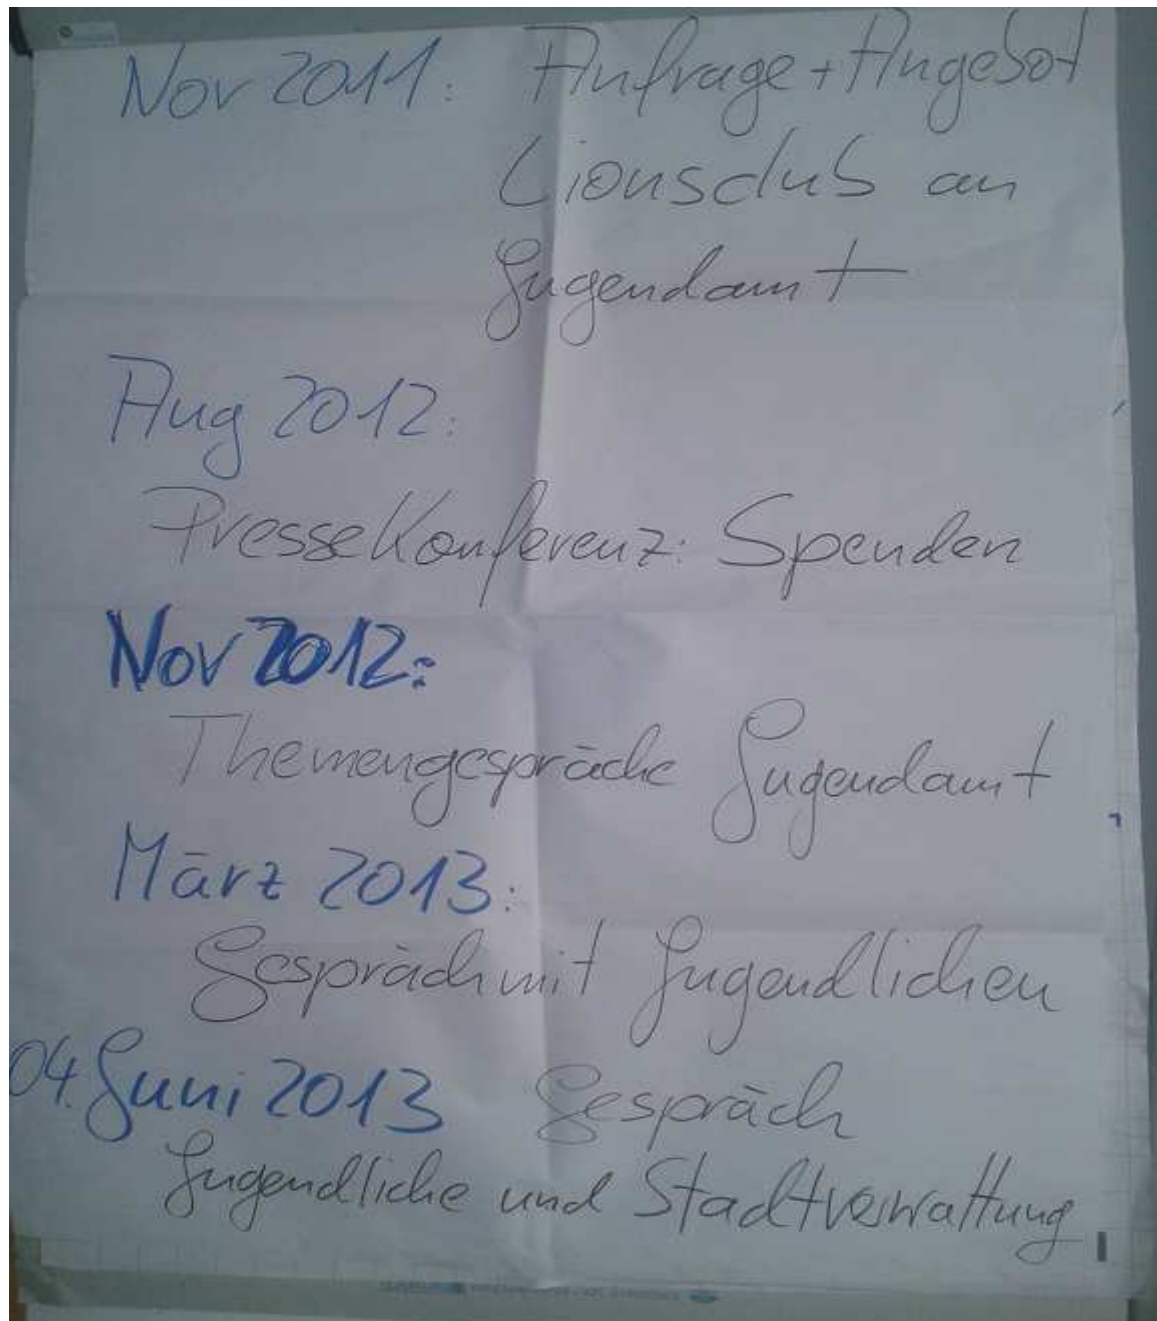 Nov 2011: Anfrage + Angebot
Lionsclub an
Jugendamt
Aug 2012:
Pressekonferenz: Spenden
Nov 2012:
Themengespräche Jugendamt
März 2013:
Gespräch mit Jugendlichen
04. Juni 2013 Gespräch
Jugendliche und Stadtverwaltung